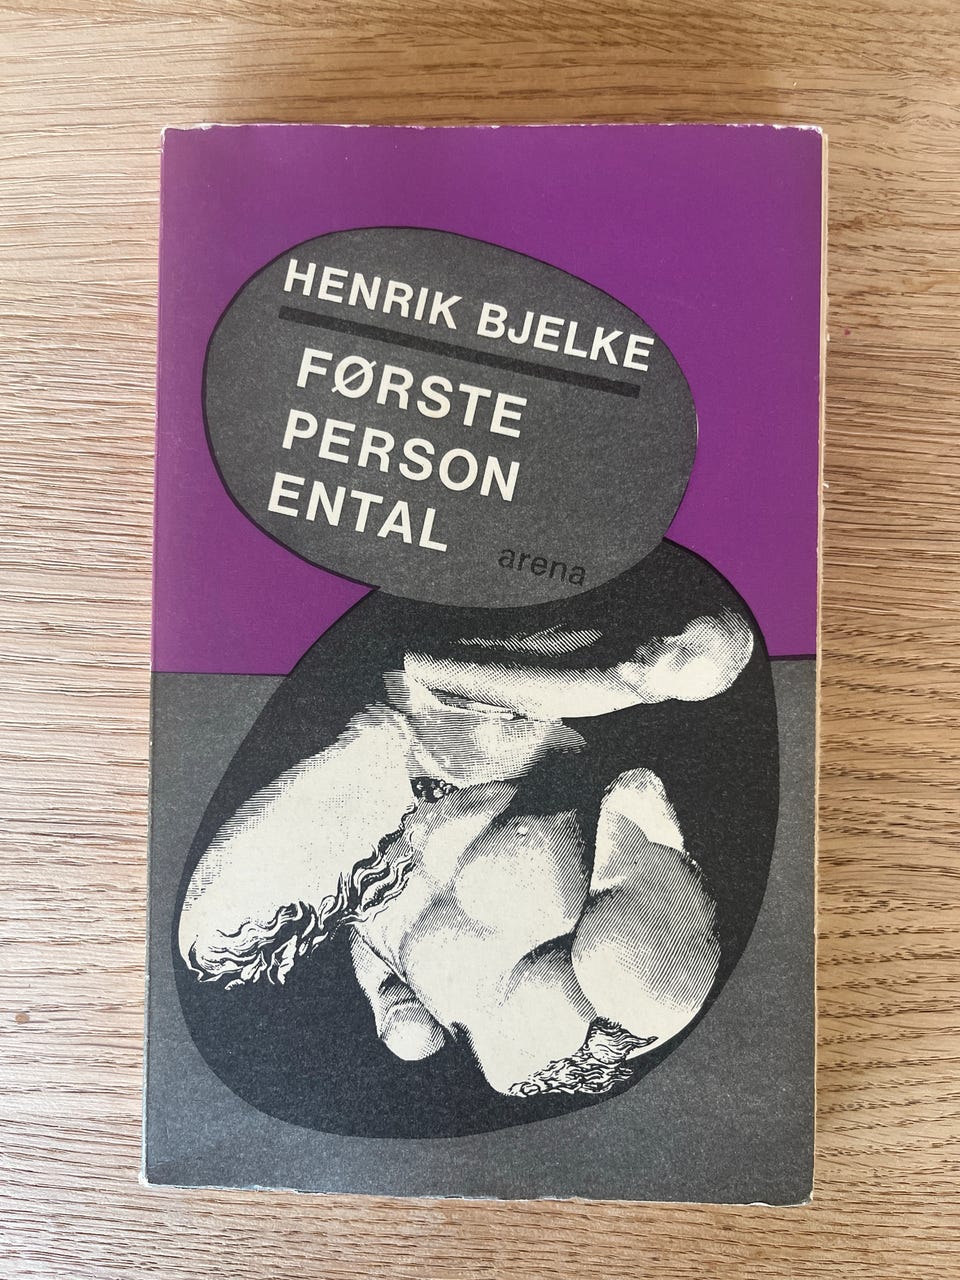 HENRIK BJELKE
FØRSTE
PERSON
ENTAL
arena